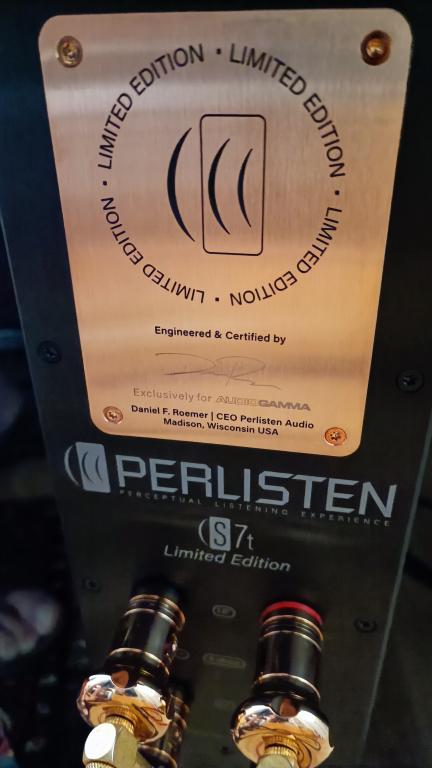 LIMITED EDITION • LIMITED EDITION • LIMITED EDITION • LIMITED EDITION •
Engineered & Certified by
Exclusively for AUDIOGAMMA
Daniel F. Roemer | CEO Perlisten Audio
Madison, Wisconsin USA
PERLISTEN
PERCEPTUAL LISTENING EXPERIENCE
S7t
Limited Edition